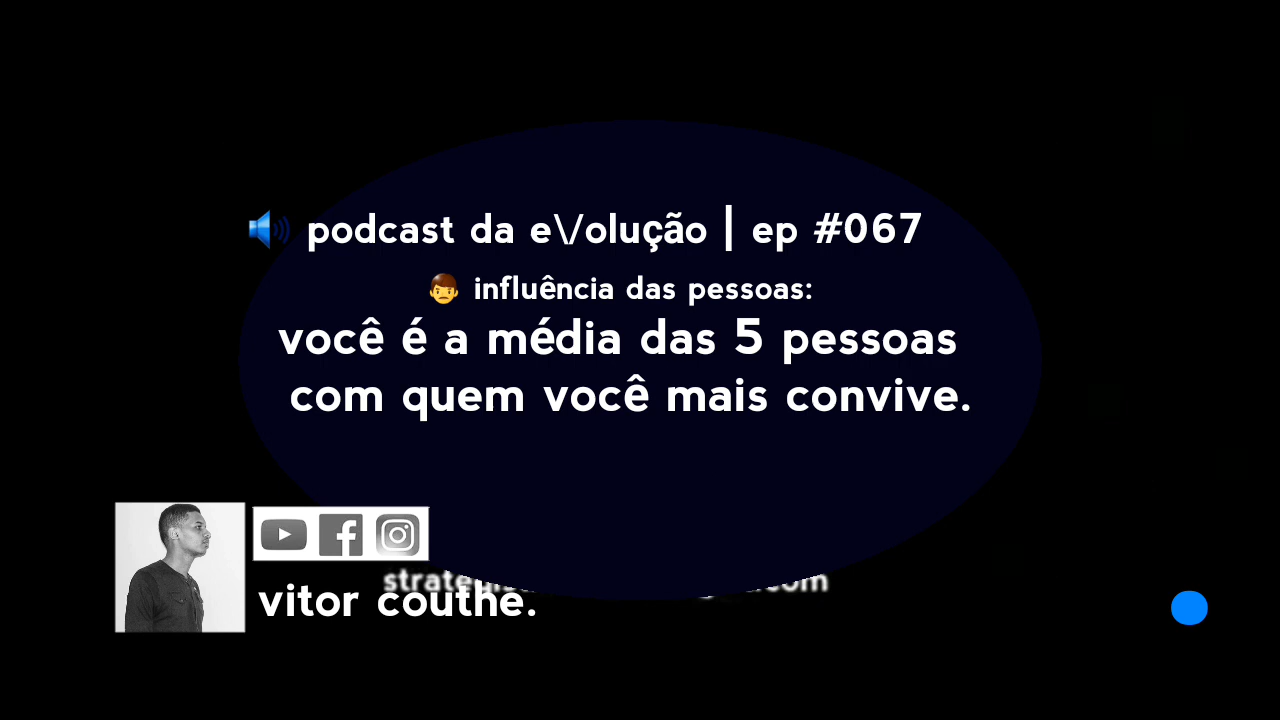 podcast da e\/olução | ep #067
influência das pessoas:
você é a média das 5 pessoas
com quem você mais convive.
vitor couthe.